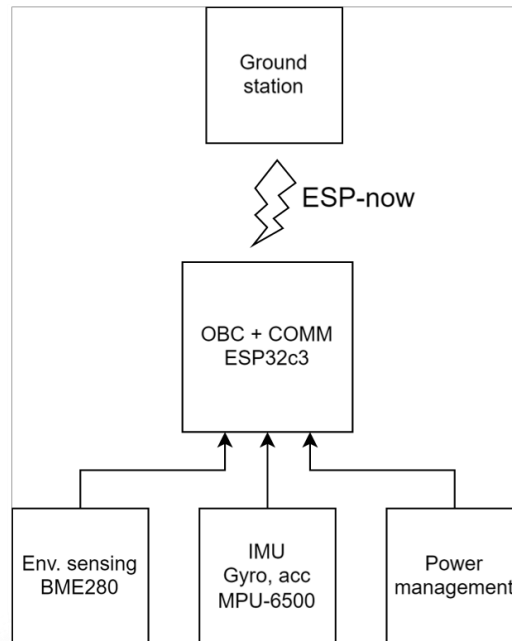 Ground
station
ESP-now
OBC + COMM
ESP32c3
Env. sensing
BME280
IMU
Gyro, acc
MPU-6500
Power
management